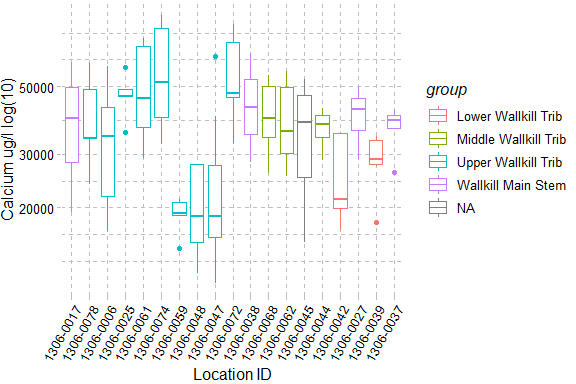 Calcium ug/l log(10)
50000
30000
20000
1306-0017
1306-0078
1306-0006
1306-0025
1306-0061
1306-0074
1306-0059
1306-0048
1306-0047
1306-0072
1306-0038
1306-0068
1306-0062
1306-0045
1306-0044
1306-0042
1306-0027
1306-0039
1306-0037
Location ID
group
Lower Wallkill Trib
Middle Wallkill Trib
Upper Wallkill Trib
Wallkill Main Stem
NA